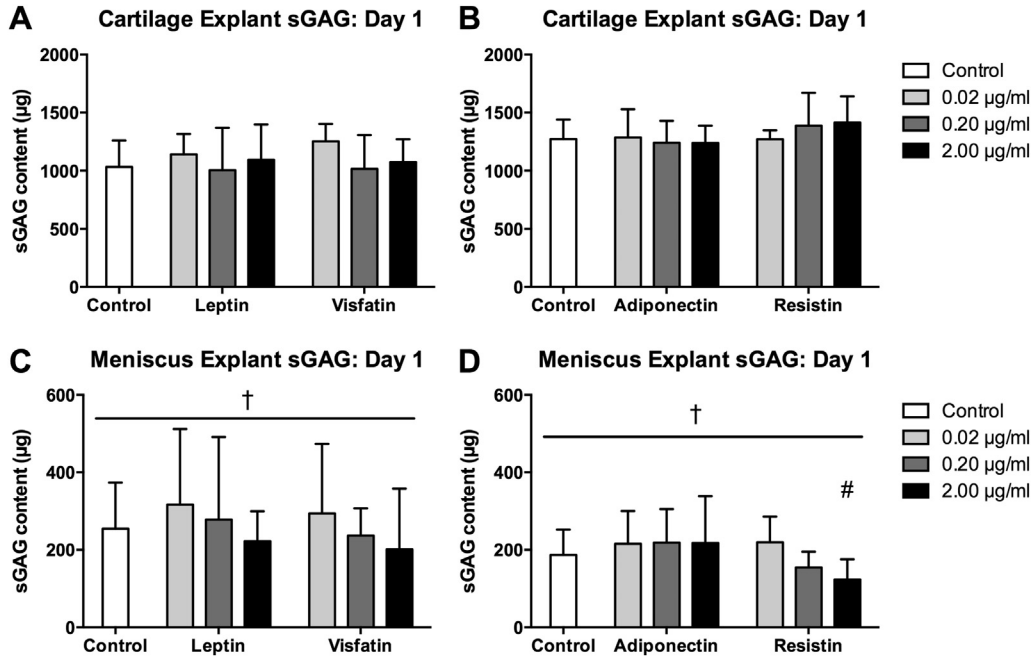 A
Cartilage Explant sGAG: Day 1
sGAG content (µg)
2000
1500
1000
500
0
Control
Leptin
Visfatin
B
Cartilage Explant sGAG: Day 1
sGAG content (µg)
2000
1500
1000
500
0
Control
Adiponectin
Resistin
Control
0.02 µg/ml
0.20 µg/ml
2.00 µg/ml
C
Meniscus Explant sGAG: Day 1
sGAG content (µg)
600
400
200
0
†
Control
Leptin
Visfatin
D
Meniscus Explant sGAG: Day 1
sGAG content (µg)
600
400
200
0
†
#
Control
Adiponectin
Resistin
Control
0.02 µg/ml
0.20 µg/ml
2.00 µg/ml